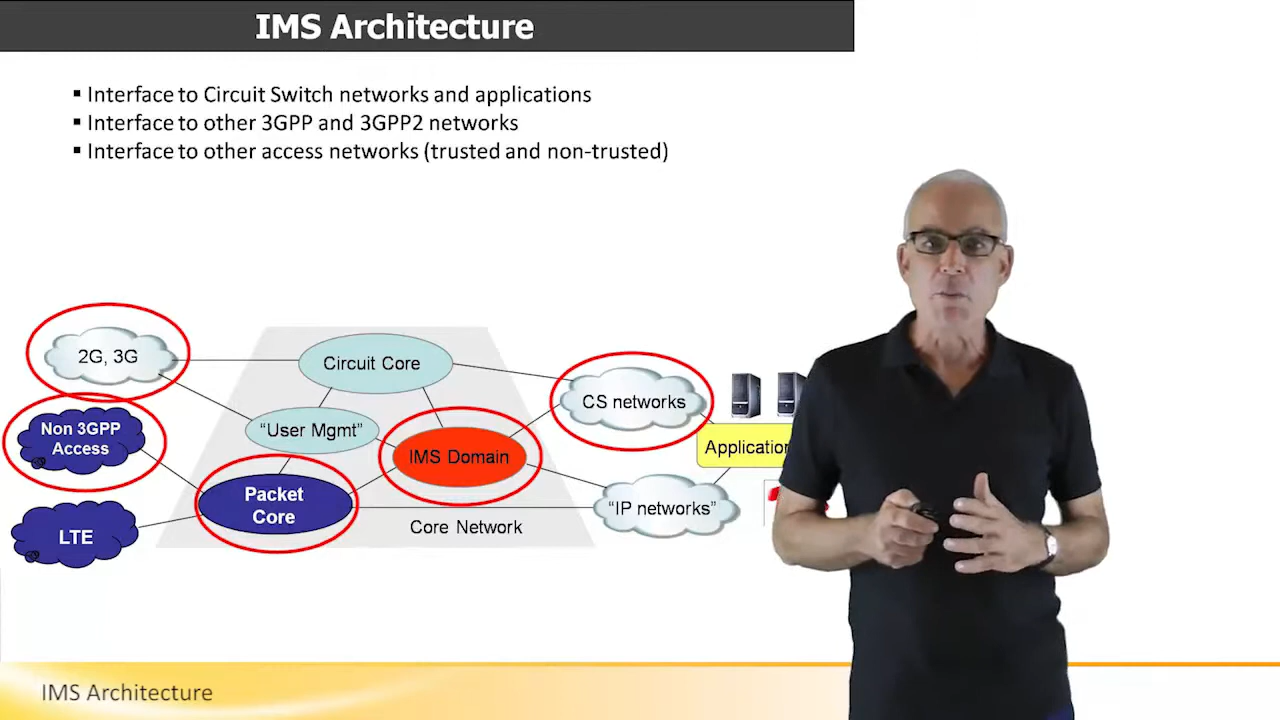 IMS Architecture
▪ Interface to Circuit Switch networks and applications
▪ Interface to other 3GPP and 3GPP2 networks
▪ Interface to other access networks (trusted and non-trusted)
2G, 3G
Circuit Core
CS networks
Non 3GPP
Access
“User Mgmt”
IMS Domain
Application
Packet
Core
“IP networks”
LTE
Core Network
IMS Architecture